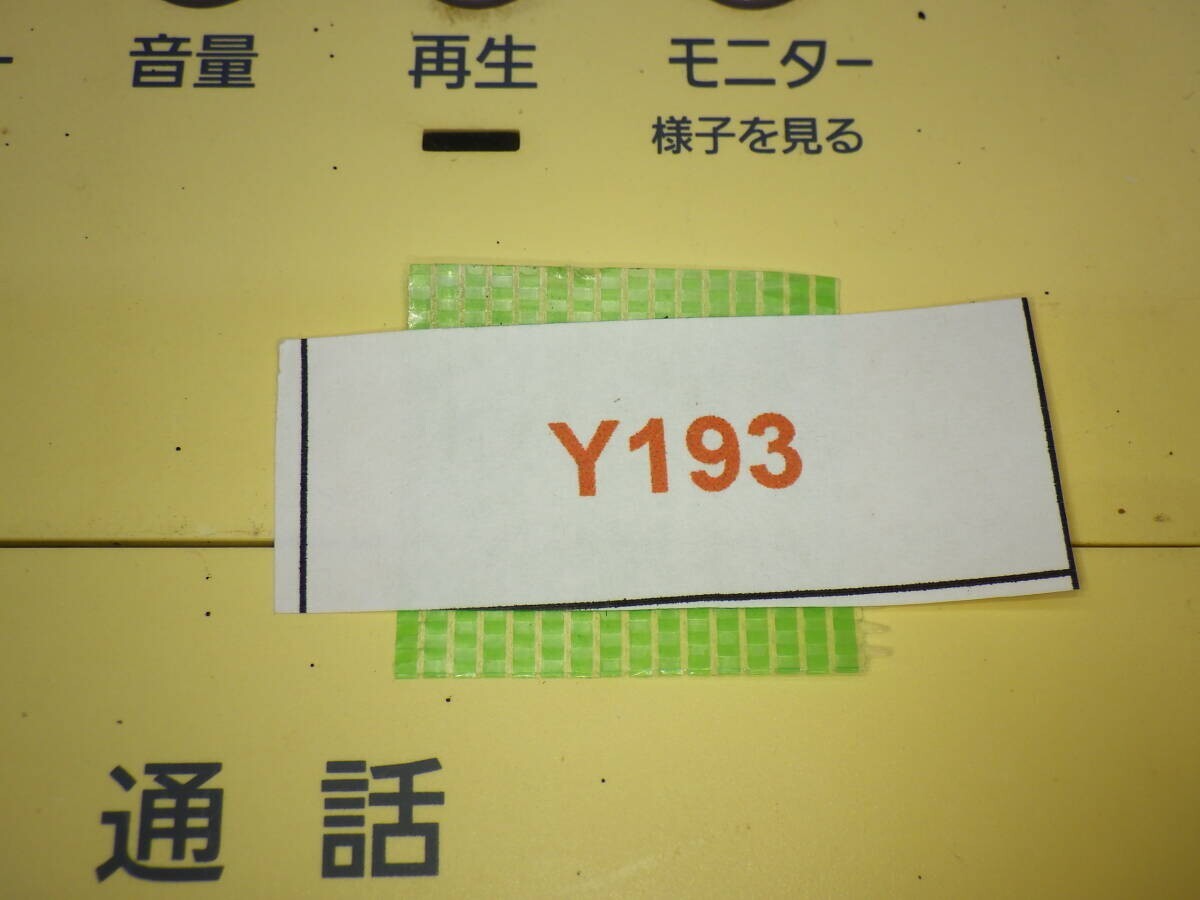 音量 再生 モニター
様子を見る
Y193
通話